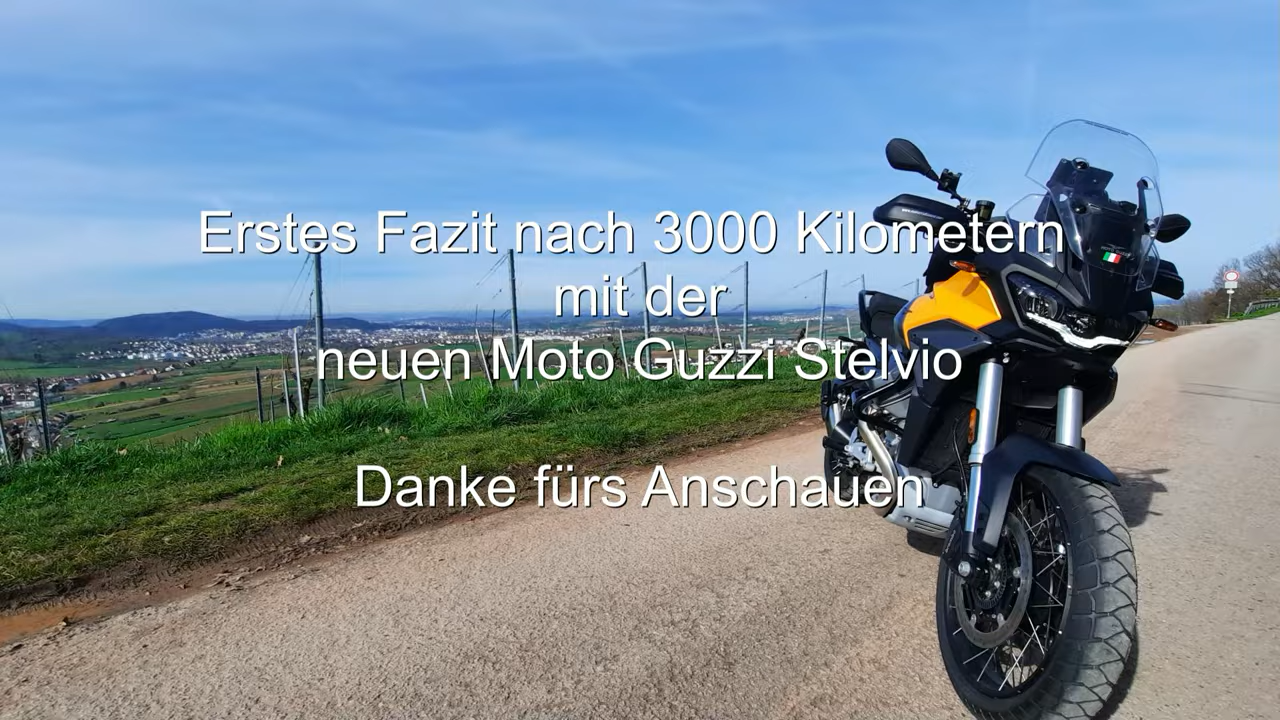 Erstes Fazit nach 3000 Kilometern
mit der
neuen Moto Guzzi Stelvio
Danke fürs Anschauen